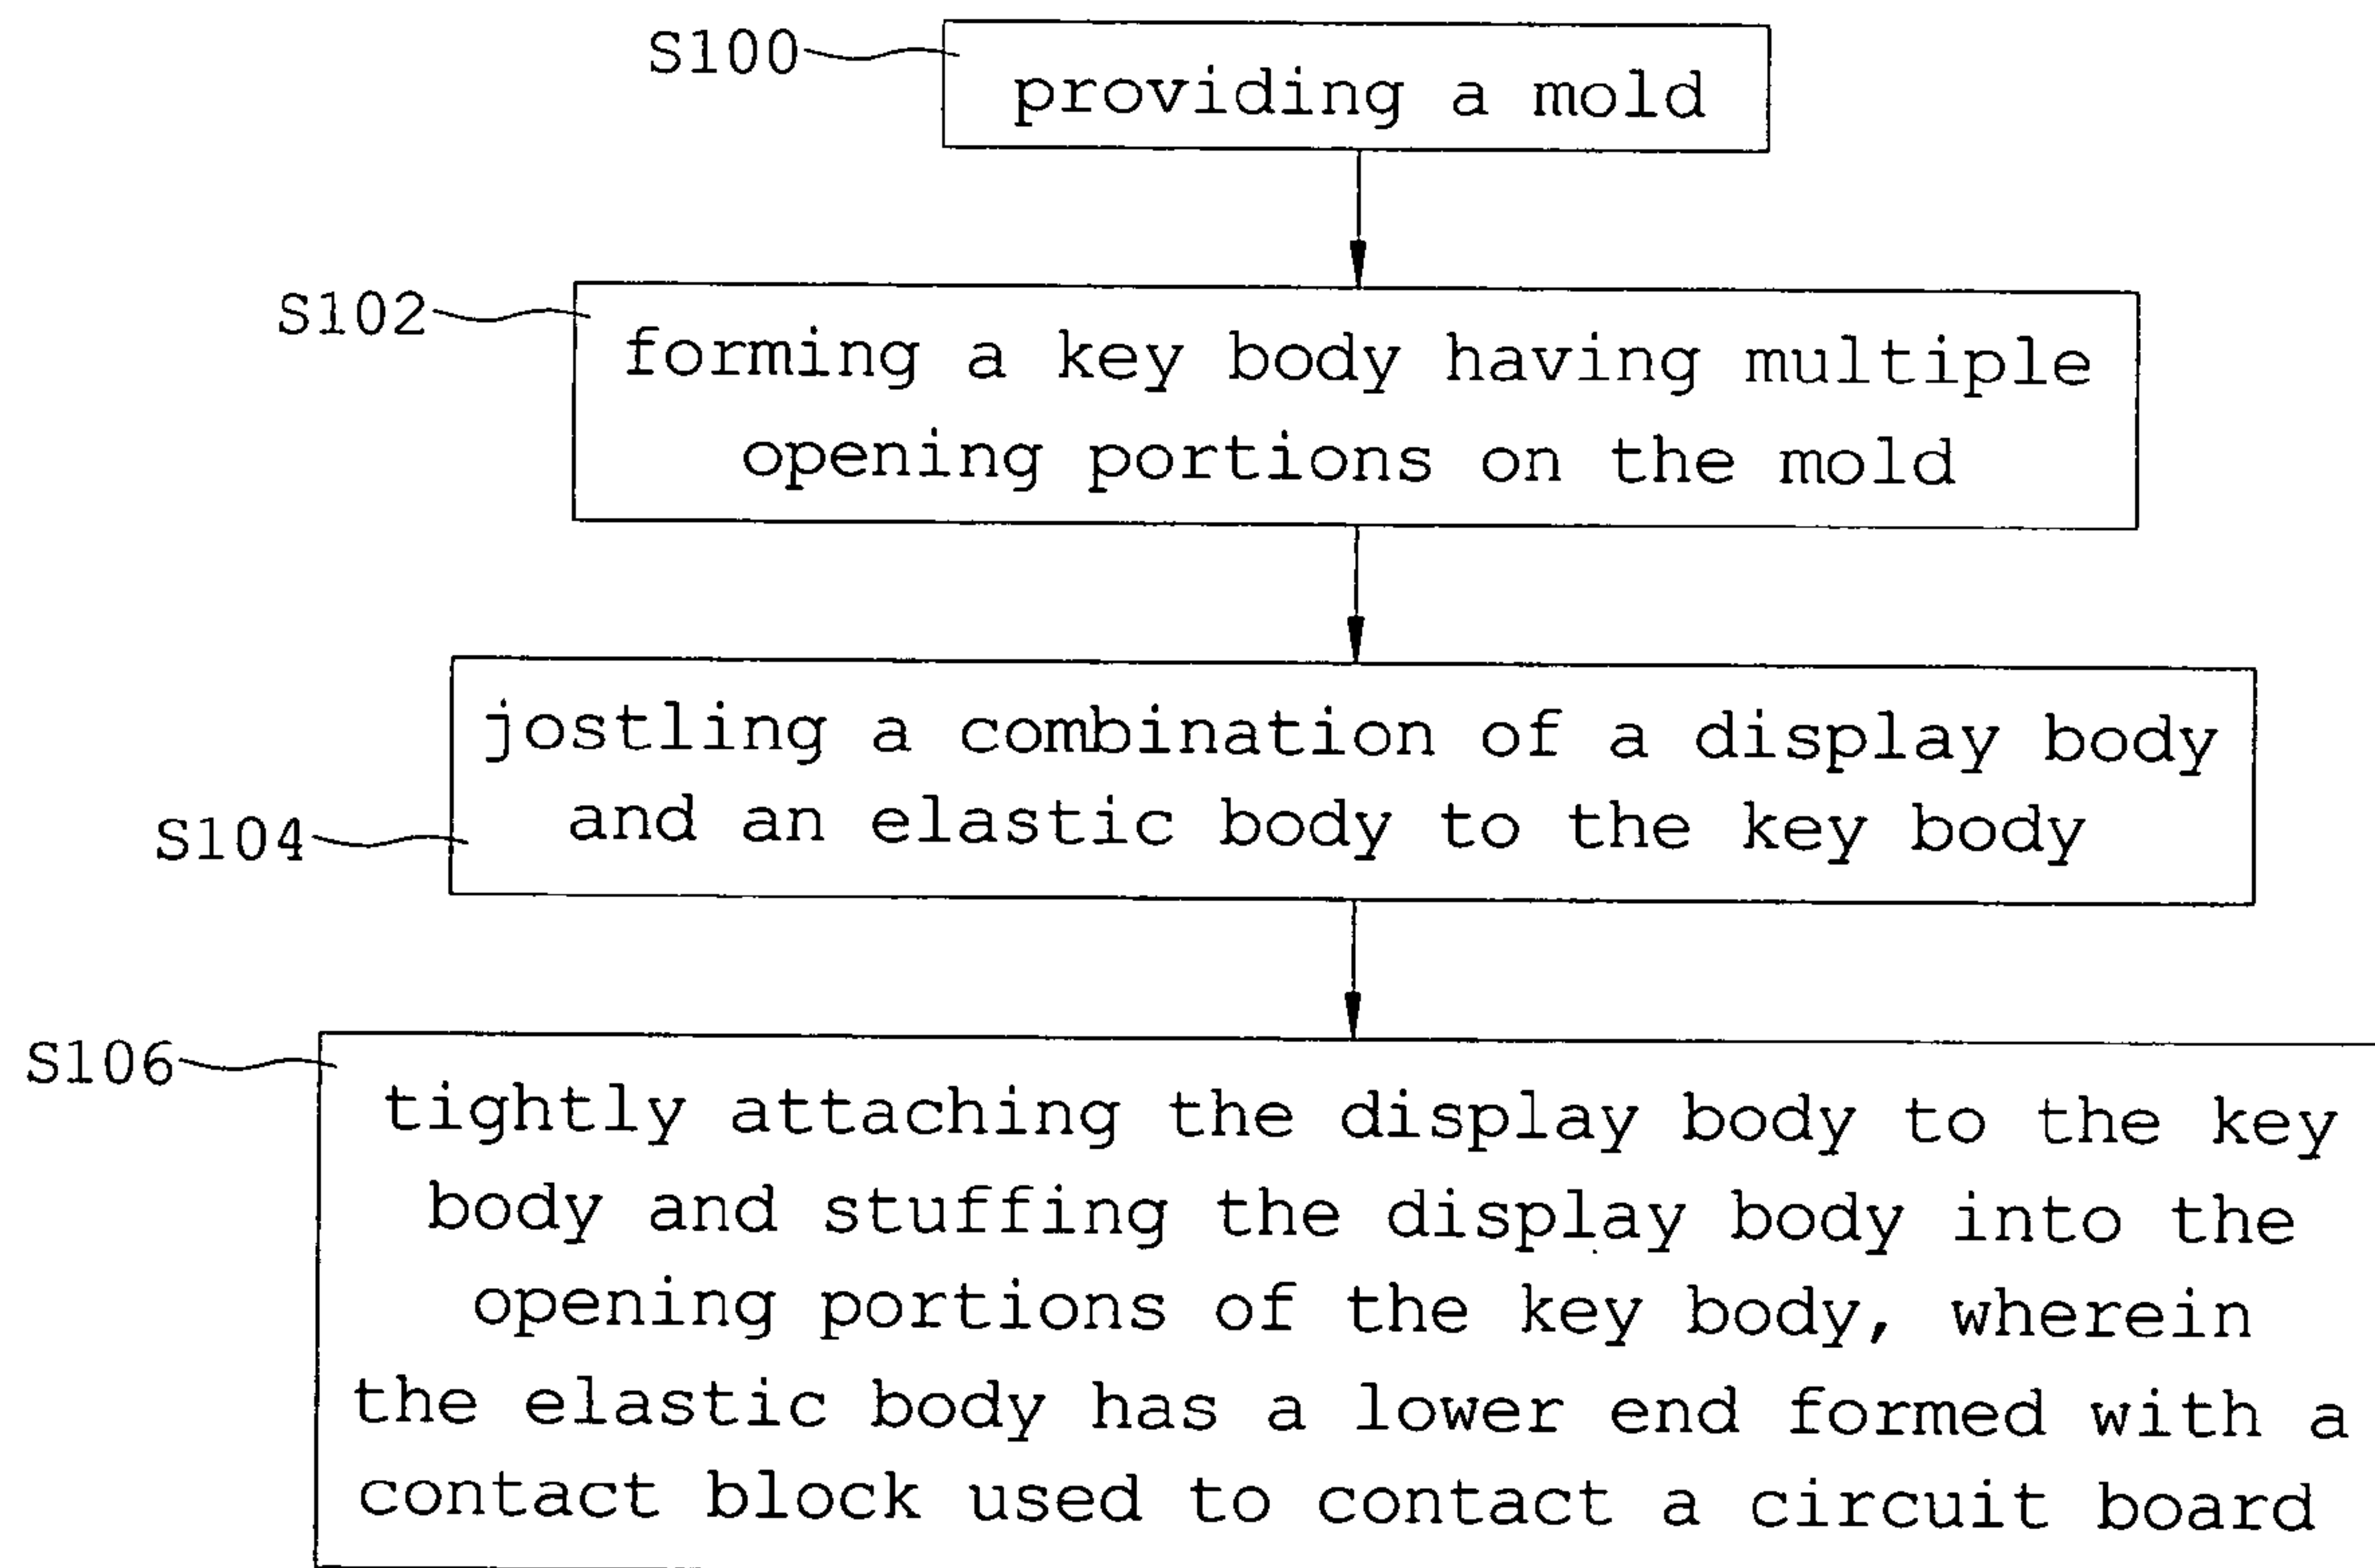 S100
providing a mold
S102
forming a key body having multiple
opening portions on the mold
jostling a combination of a display body
and an elastic body to the key body
S104
S106
tightly attaching the display body to the key
body and stuffing the display body into the
opening portions of the key body, wherein
the elastic body has a lower end formed with a
contact block used to contact a circuit board